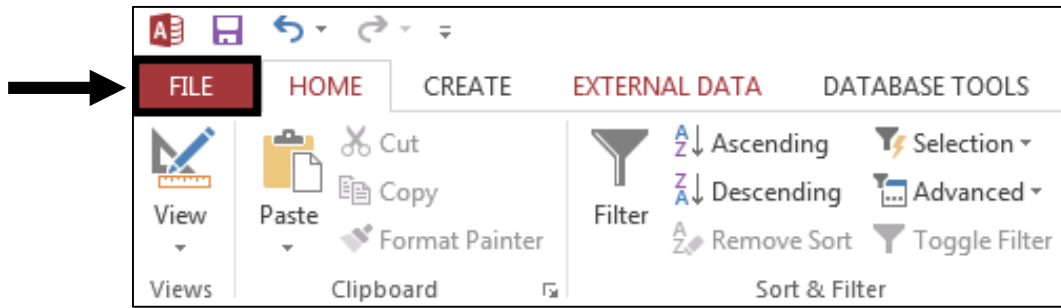 FILE HOME CREATE EXTERNAL DATA DATABASE TOOLS
View
Paste
Cut
Copy
Format Painter
Filter
Ascending
Descending
Remove Sort
Selection
Advanced
Toggle Filter
Views Clipboard Sort & Filter